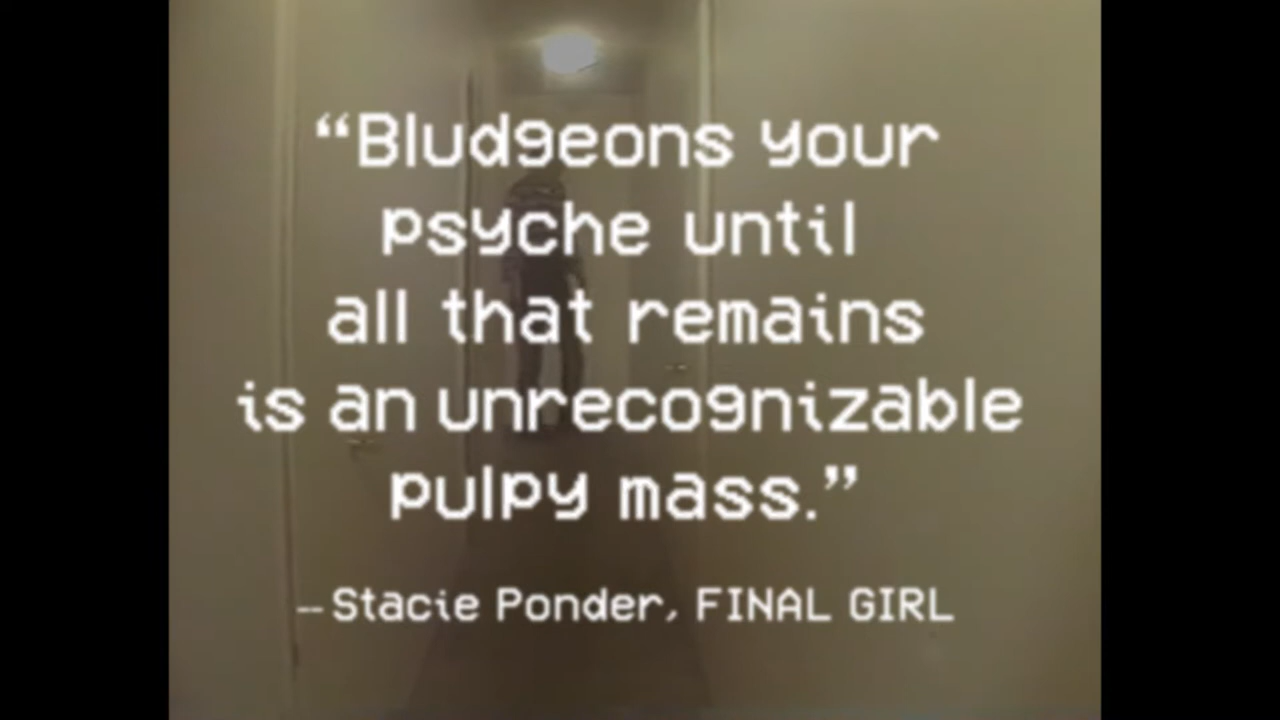 “Bludgeons your
psyche until
all that remains
is an unrecognizable
pulpy mass.”
--Stacie Ponder, FINAL GIRL